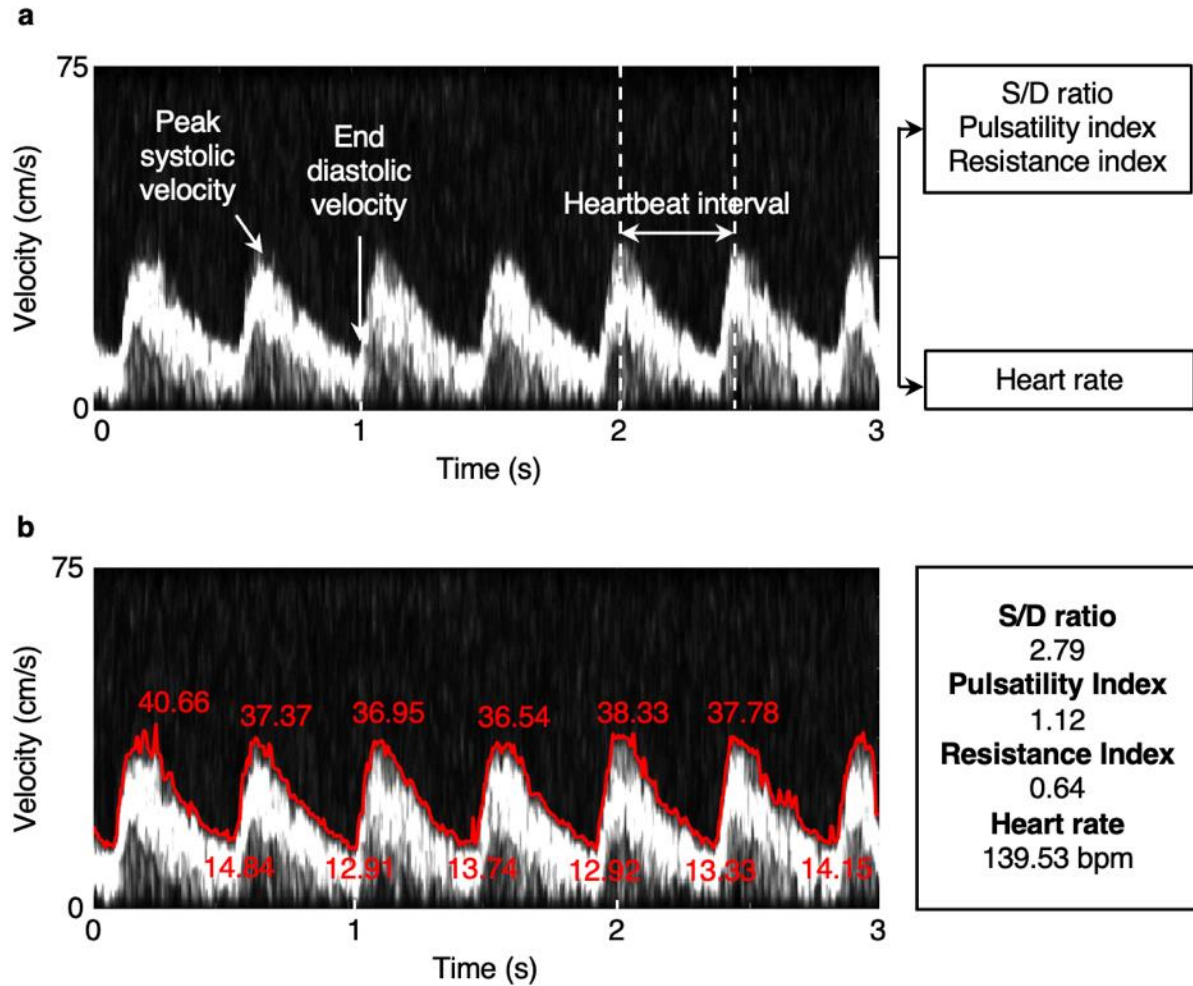 a
75
Velocity (cm/s)
0
Peak
systolic
velocity
End
diastolic
velocity
Heartbeat interval
S/D ratio
Pulsatility index
Resistance index
Heart rate
0
1
2
3
Time (s)
b
75
Velocity (cm/s)
0
40.66
37.37
36.95
36.54
38.33
37.78
14.84
12.91
13.74
12.92
13.33
14.15
0
1
2
3
Time (s)
S/D ratio
2.79
Pulsatility Index
1.12
Resistance Index
0.64
Heart rate
139.53 bpm